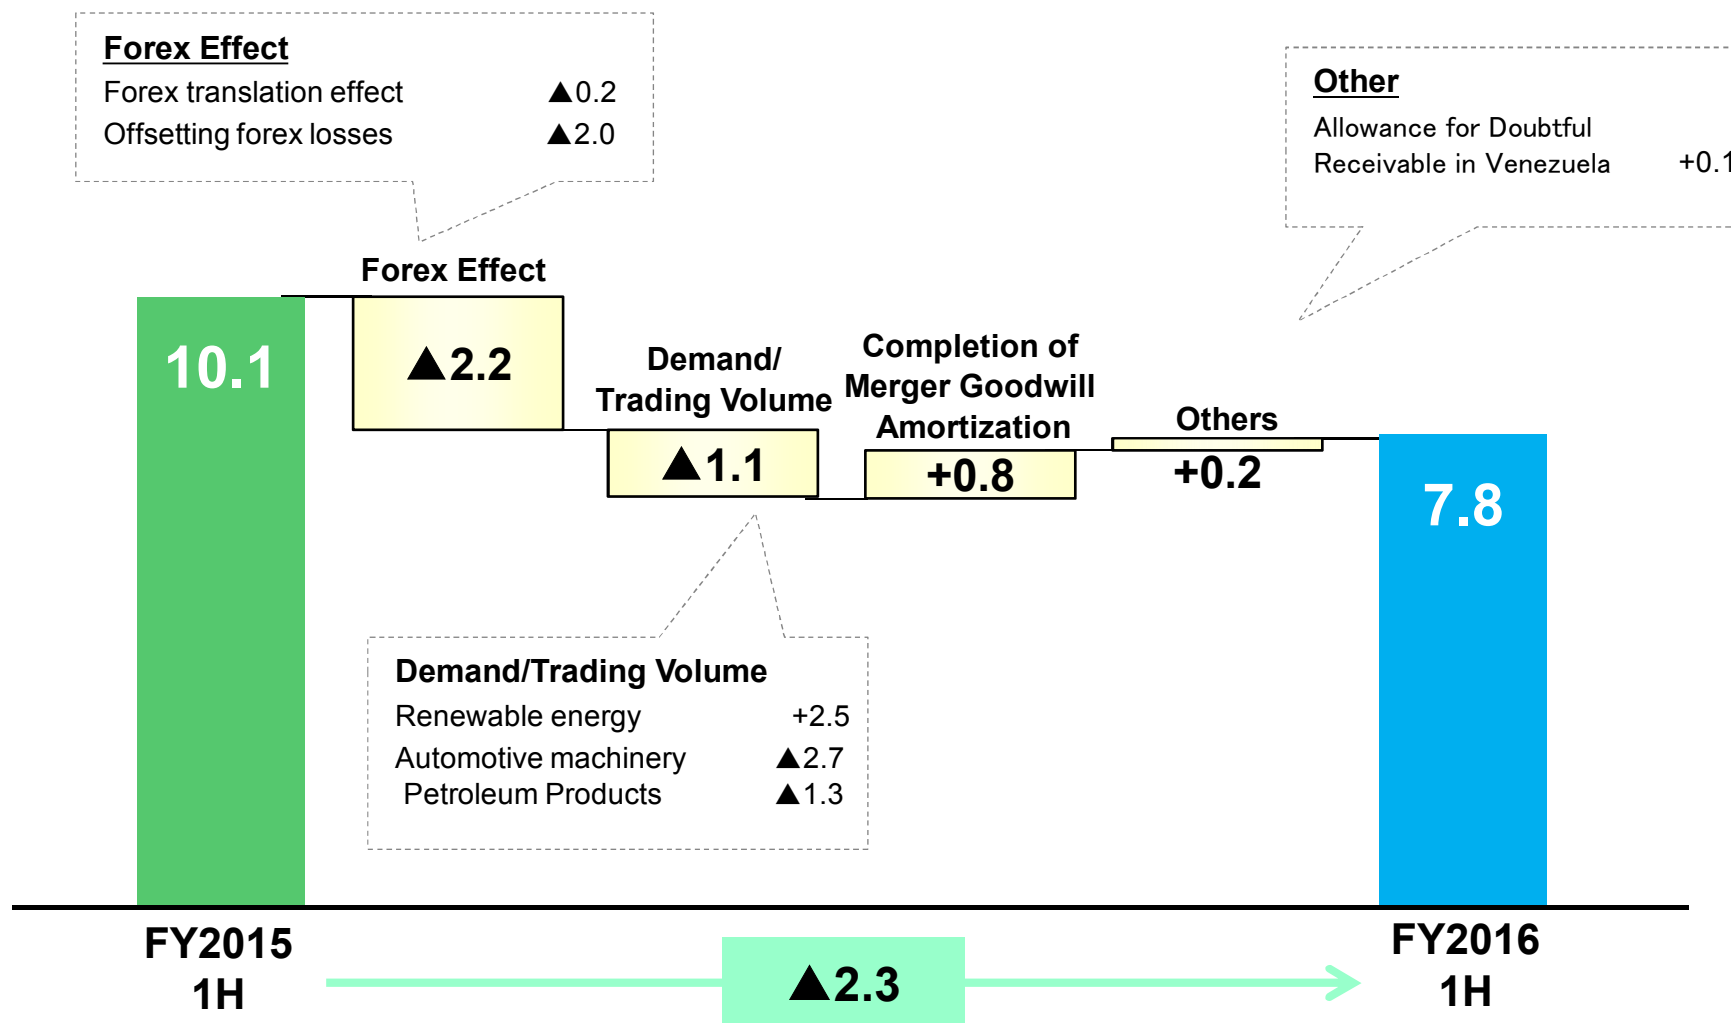 Forex Effect
Forex translation effect ▲0.2
Offsetting forex losses ▲2.0
Other
Allowance for Doubtful
Receivable in Venezuela +0.1
Forex Effect
10.1
▲2.2
Demand/
Trading Volume
▲1.1
Completion of
Merger Goodwill
Amortization
+0.8
Others
+0.2
7.8
Demand/Trading Volume
Renewable energy +2.5
Automotive machinery ▲2.7
Petroleum Products ▲1.3
FY2015
1H
▲2.3
FY2016
1H